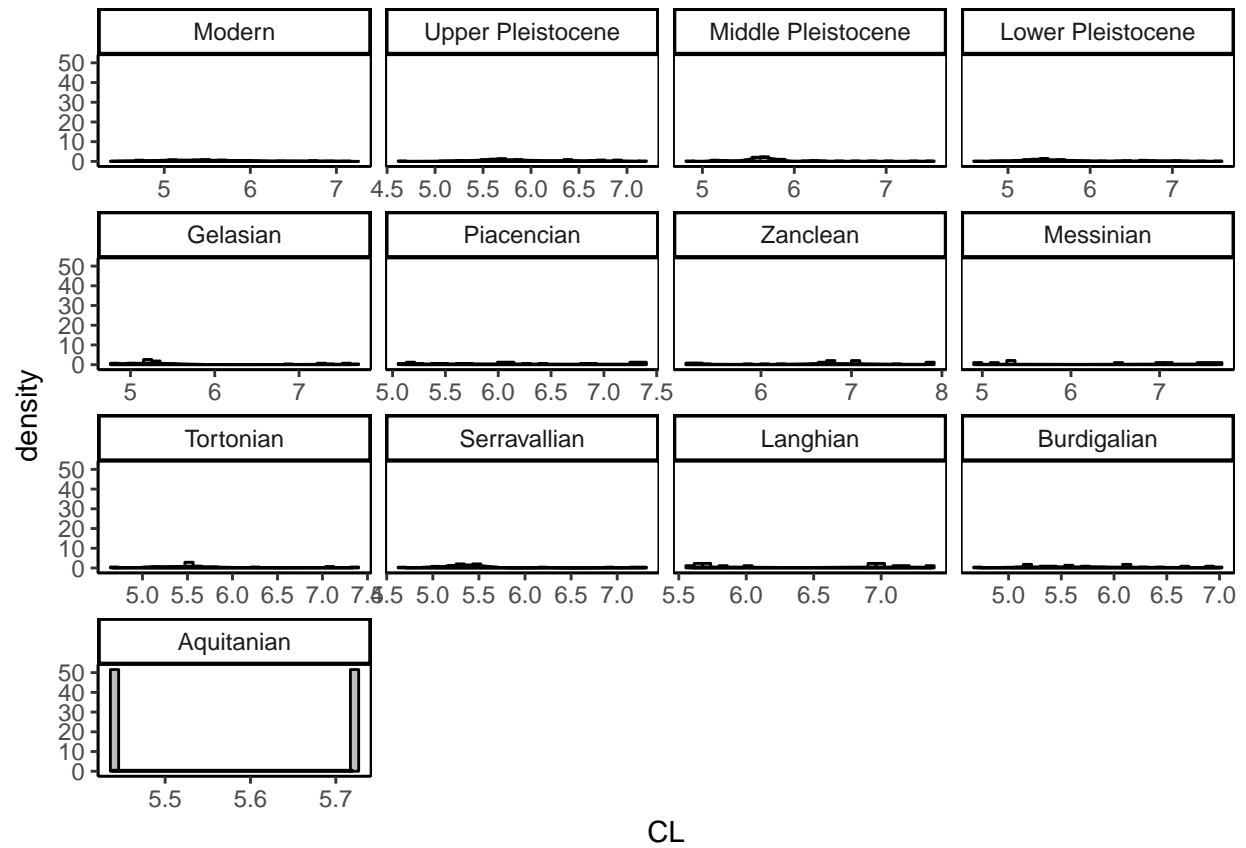 Modern Upper Pleistocene Middle Pleistocene Lower Pleistocene
50
40
30
20
10
0
5 6 7 4.5 5.0 5.5 6.0 6.5 7.0 5 6 7 5 6 7
Gelasian Piacencian Zanclean Messinian
50
40
30
20
10
0
5 6 7 5.0 5.5 6.0 6.5 7.0 7.5 6 7 8 5 6 7
density
Tortonian Serravallian Langhian Burdigalian
50
40
30
20
10
0
5.0 5.5 6.0 6.5 7.0 7.5 4.5 5.0 5.5 6.0 6.5 7.0 5.5 6.0 6.5 7.0 5.0 5.5 6.0 6.5 7.0
Aquitanian
50
40
30
20
10
0
5.5 5.6 5.7
CL